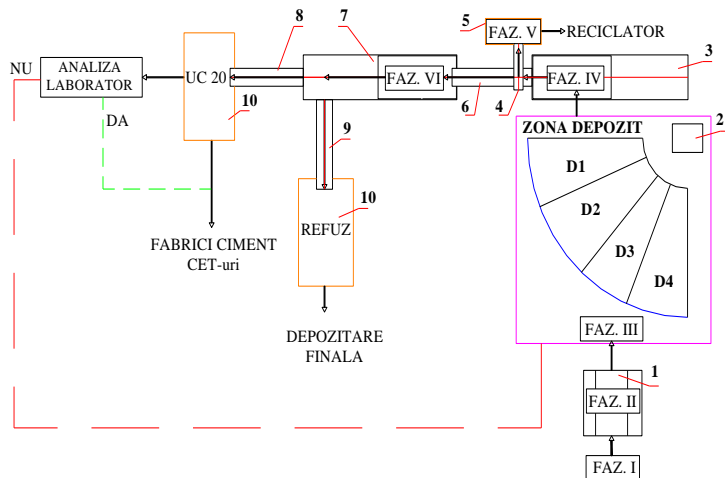 5
FAZ. V
RECICLATOR
8
7
3
NU
ANALIZA
LABORATOR
UC 20
FAZ. VI
FAZ. IV
6
4
10
DA
ZONA DEPOZIT
2
9
D1
D2
10
REFUZ
D3
D4
FABRICI CIMENT
CET-uri
DEPOZITARE
FINALA
FAZ. III
1
FAZ. II
FAZ. I